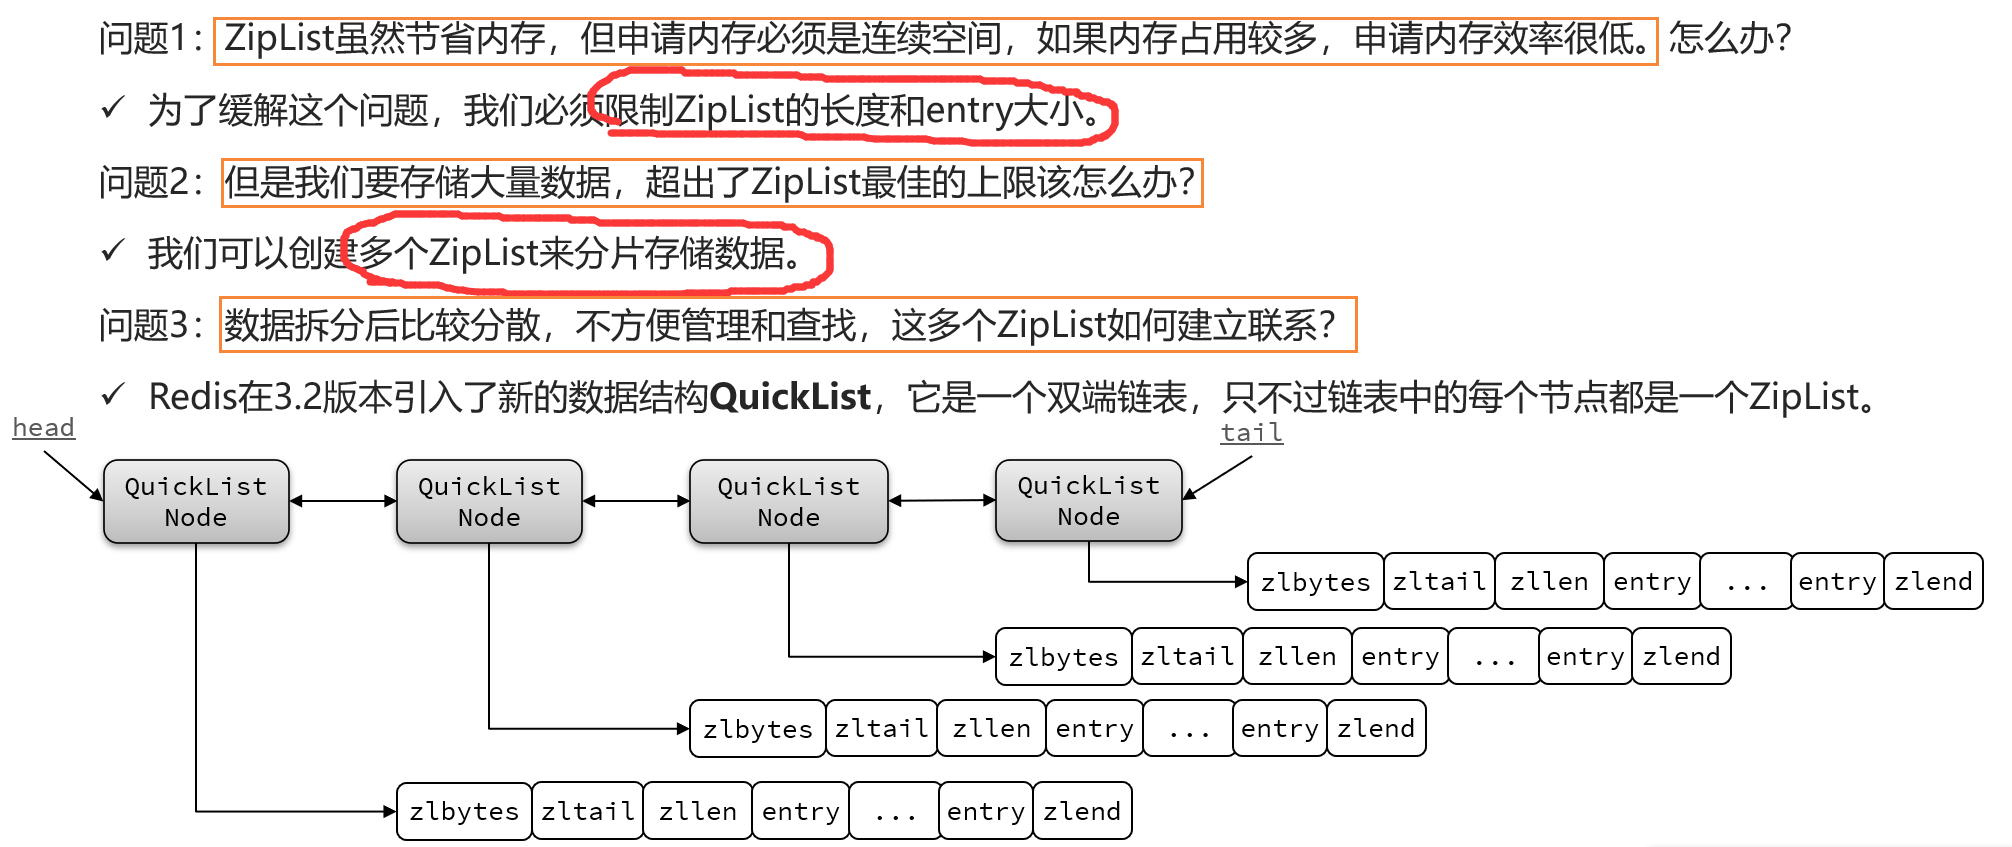 问题1：ZipList虽然节省内存，但申请内存必须是连续空间，如果内存占用较多，申请内存效率很低。怎么办？
✓ 为了缓解这个问题，我们必须限制ZipList的长度和entry大小。
问题2：但是我们要存储大量数据，超出了ZipList最佳的上限该怎么办？
✓ 我们可以创建多个ZipList来分片存储数据。
问题3：数据拆分后比较分散，不方便管理和查找，这多个ZipList如何建立联系？
✓ Redis在3.2版本引入了新的数据结构QuickList，它是一个双端链表，只不过链表中的每个节点都是一个ZipList。
head
tail
QuickList
Node
QuickList
Node
QuickList
Node
QuickList
Node
zlbytes zltail zllen entry ... entry zlend
zlbytes zltail zllen entry ... entry zlend
zlbytes zltail zllen entry ... entry zlend
zlbytes zltail zllen entry ... entry zlend